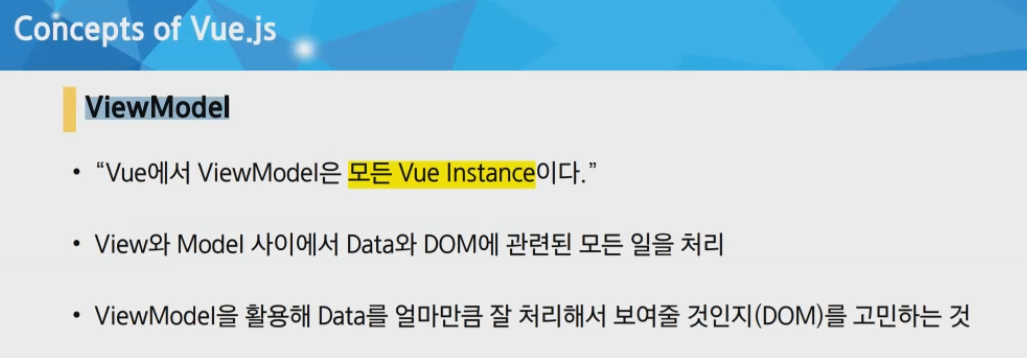 Concepts of Vue.js
ViewModel
• “Vue에서 ViewModel은 모든 Vue Instance이다.”
• View와 Model 사이에서 Data와 DOM에 관련된 모든 일을 처리
• ViewModel을 활용해 Data를 얼마만큼 잘 처리해서 보여줄 것인지(DOM)를 고민하는 것